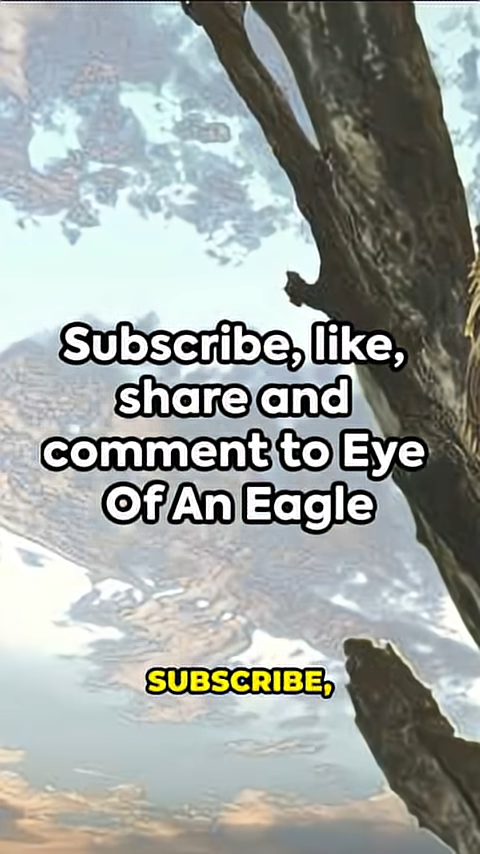 Subscribe, like,
share and
comment to Eye
Of An Eagle
SUBSCRIBE,